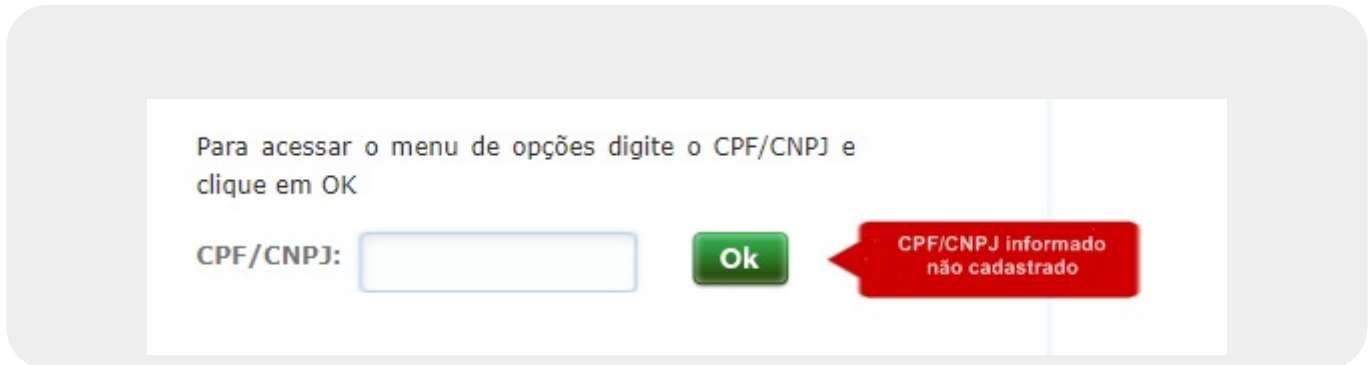 Para acessar o menu de opções digite o CPF/CNPJ e
clique em OK
CPF/CNPJ:
Ok
CPF/CNPJ informado
não cadastrado